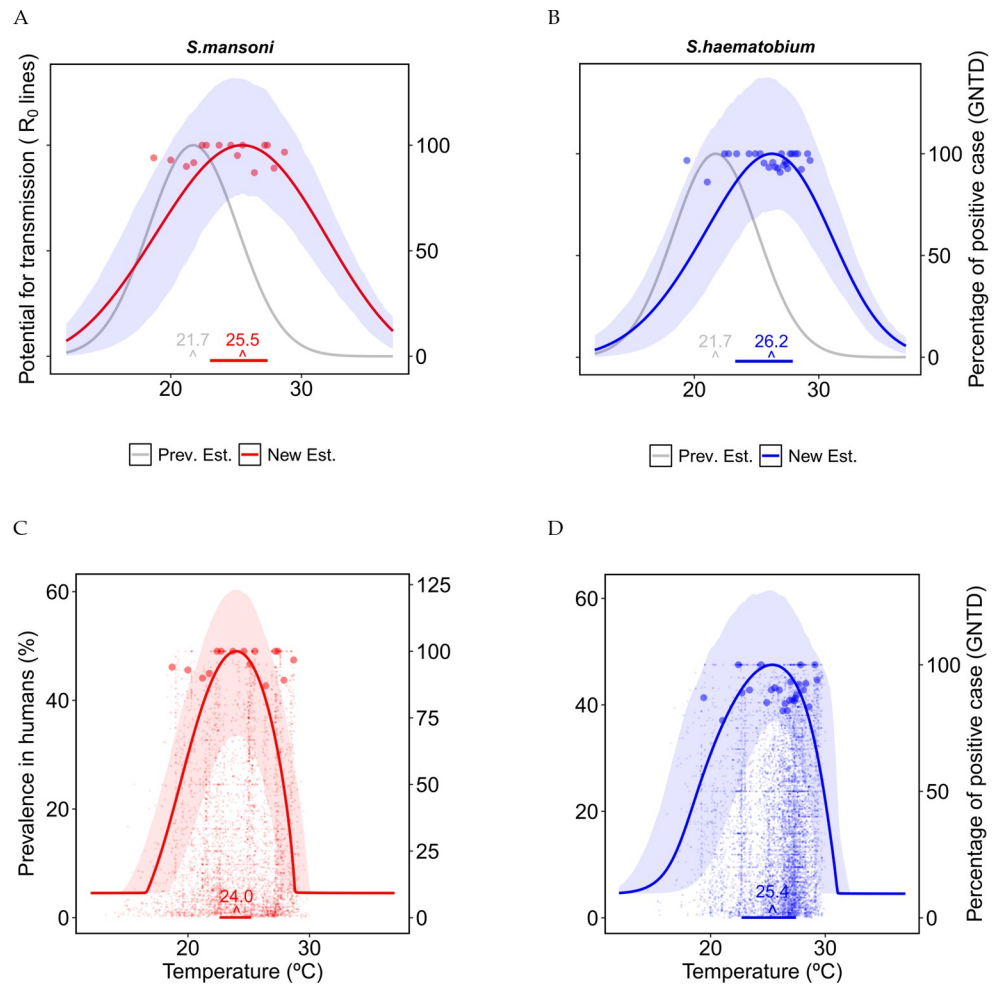 A
B
S.mansoni
S.haematobium
Potential for transmission ( R0 lines)
100
50
0
21.7
25.5
20
30
100
50
0
21.7
26.2
20
30
Percentage of positive case (GNTD)
Prev. Est.
New Est.
Prev. Est.
New Est.
C
D
Prevalence in humans (%)
60
40
20
0
125
100
75
50
25
0
24.0
20
30
Temperature (ºC)
60
40
20
0
100
50
0
25.4
20
30
Temperature (ºC)
Percentage of positive case (GNTD)